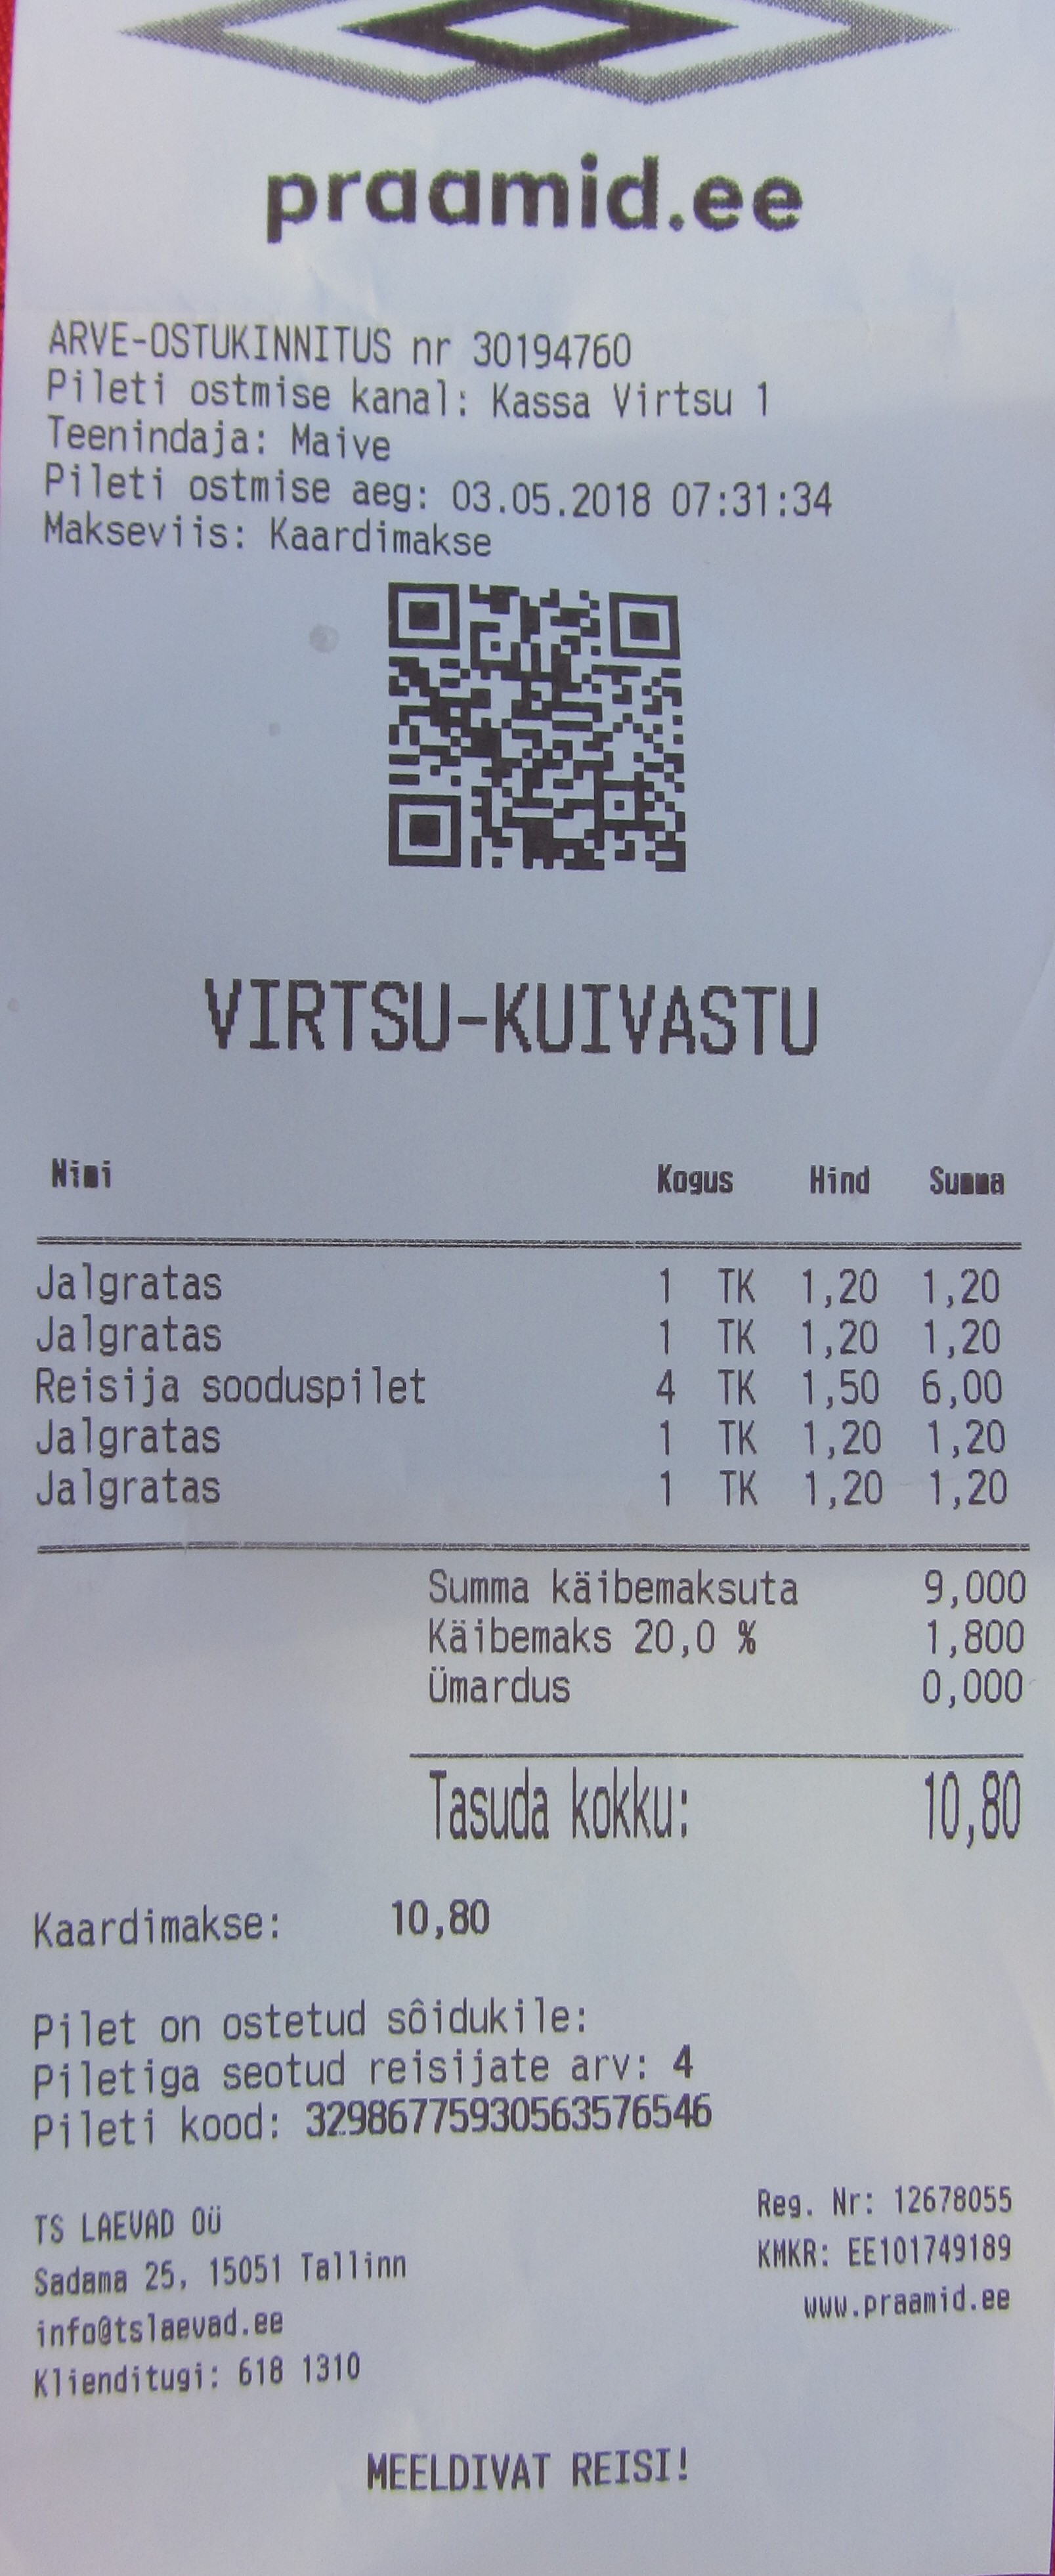 praamid.ee
ARVE-OSTUKINNITUS nr 30194760
Pileti ostmise kanal: Kassa Virtsu 1
Teenindaja: Maive
Pileti ostmise aeg: 03.05.2018 07:31:34
Makseviis: Kaardimakse
VIRTSU-KUIVASTU
Nimi Kogus Hind Summa
Jalgratas 1 TK 1,20 1,20
Jalgratas 1 TK 1,20 1,20
Reisija sooduspilet 4 TK 1,50 6,00
Jalgratas 1 TK 1,20 1,20
Jalgratas 1 TK 1,20 1,20
Summa käibemaksuta 9,000
Käibemaks 20,0 % 1,800
Ümardus 0,000
Tasuda kokku: 10,80
Kaardimakse: 10,80
Pilet on ostetud sõidukile:
Piletiga seotud reisijate arv: 4
Pileti kood: 32986775930563576546
TS LAEVAD OÜ
Sadama 25, 15051 Tallinn
info@tslaevad.ee
Klienditugi: 618 1310
Reg. Nr: 12678055
KMKR: EE101749189
www.praamid.ee
MEELDIVAT REISI!